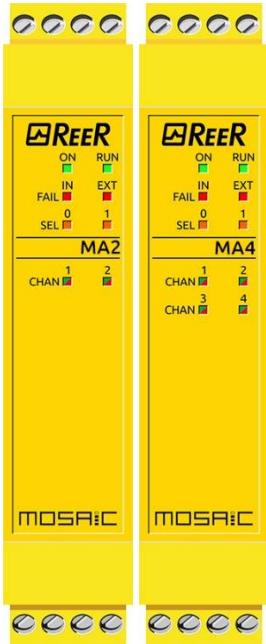 ReeR
ON RUN
IN EXT
FAIL
0 1
SEL
MA2
1 2
CHAN
MOSAIC
ReeR
ON RUN
IN EXT
FAIL
0 1
SEL
MA4
1 2
CHAN
3 4
CHAN
MOSAIC